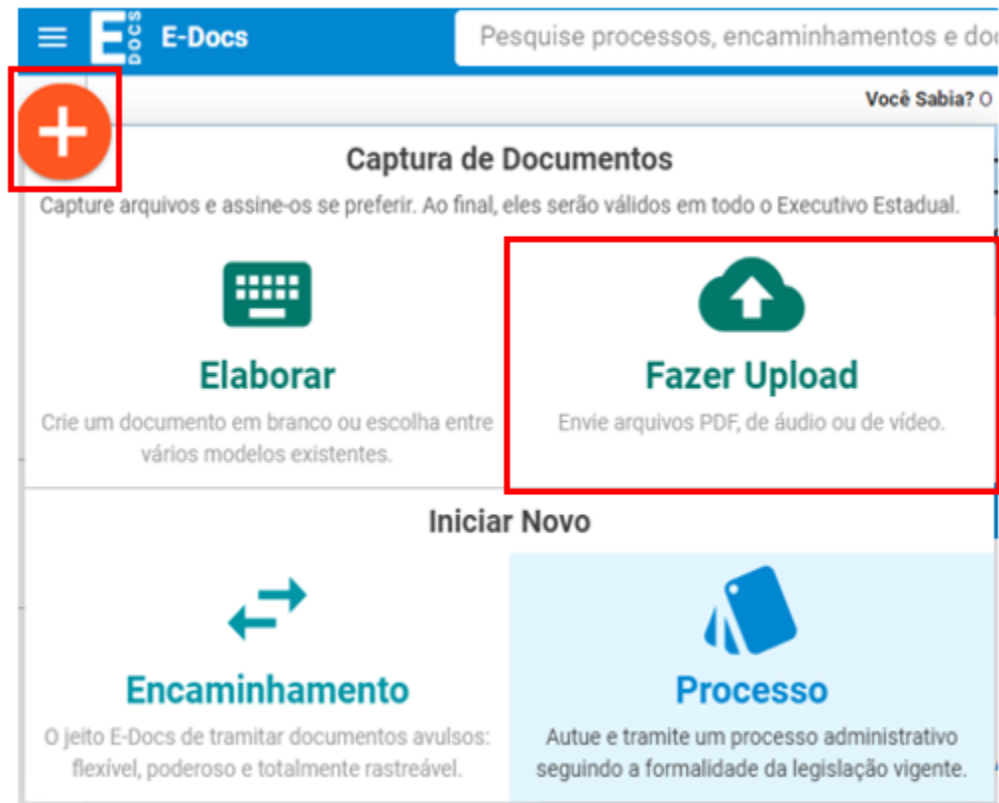 E DOCS E-Docs Pesquise processos, encaminhamentos e doc
Você Sabia? O
Captura de Documentos
Capture arquivos e assine-os se preferir. Ao final, eles serão válidos em todo o Executivo Estadual.
Elaborar
Crie um documento em branco ou escolha entre
vários modelos existentes.
Fazer Upload
Envie arquivos PDF, de áudio ou de vídeo.
Iniciar Novo
Encaminhamento
O jeito E-Docs de tramitar documentos avulsos:
flexível, poderoso e totalmente rastreável.
Processo
Autue e tramite um processo administrativo
seguindo a formalidade da legislação vigente.